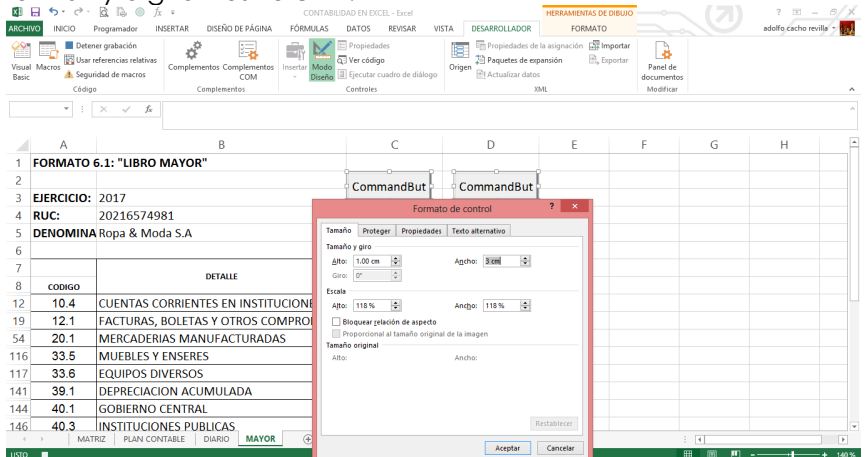 CONTABILIDAD EN EXCEL - Excel
HERRAMIENTAS DE DIBUJO
ARCHIVO INICIO Programador INSERTAR DISEÑO DE PÁGINA FÓRMULAS DATOS REVISAR VISTA DESARROLLADOR FORMATO adolfo cacho revilla
Visual Basic
Macros
Detener grabación
Usar referencias relativas
Seguridad de macros
Código
Complementos
Complementos COM
Complementos
Insertar
Modo Diseño
Propiedades
Ver código
Ejecutar cuadro de diálogo
Controles
Origen
Propiedades de la asignación
Paquetes de expansión
Actualizar datos
Importar
Exportar
XML
Panel de documentos
Modificar
fx
A B C D E F G H
1 FORMATO 6.1: "LIBRO MAYOR"
2
CommandBut CommandBut
3 EJERCICIO: 2017
4 RUC: 20216574981
5 DENOMINA Ropa & Moda S.A
6
7 DETALLE
8 CODIGO
12 10.4 CUENTAS CORRIENTES EN INSTITUCIONE
19 12.1 FACTURAS, BOLETAS Y OTROS COMPRO
54 20.1 MERCADERIAS MANUFACTURADAS
116 33.5 MUEBLES Y ENSERES
117 33.6 EQUIPOS DIVERSOS
141 39.1 DEPRECIACION ACUMULADA
144 40.1 GOBIERNO CENTRAL
146 40.3 INSTITUCIONES PUBLICAS
Formato de control ? ×
Tamaño Proteger Propiedades Texto alternativo
Tamaño y giro
Alto: 1.00 cm Ancho: 3 cm
Giro: 0°
Escala
Alto: 118 % Ancho: 118 %
Bloquear relación de aspecto
Proporcional al tamaño original de la imagen
Tamaño original
Alto: Ancho:
Restablecer
Aceptar Cancelar
MATRIZ PLAN CONTABLE DIARIO MAYOR
LISTO 140 %